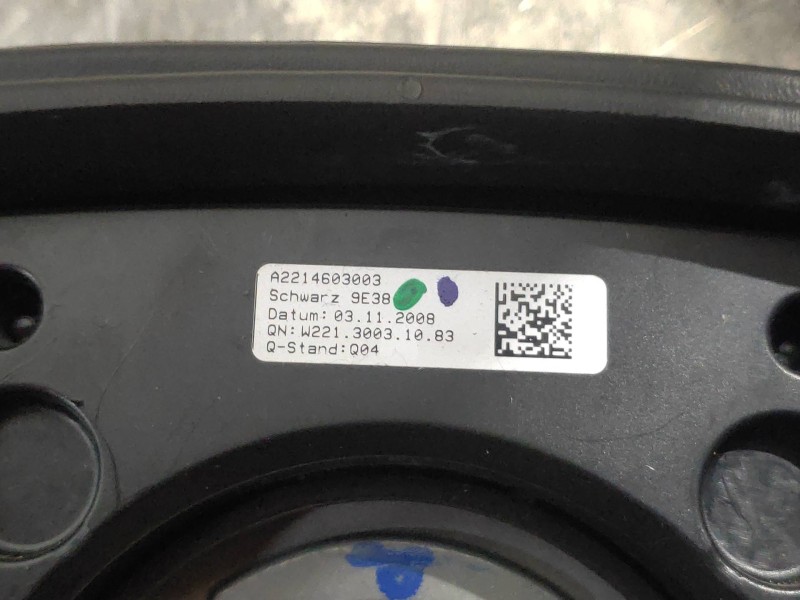 A2214603003
Schwarz 9E38
Datum: 03.11.2008
QN:W221.3003.10.83
Q-Stand:Q04